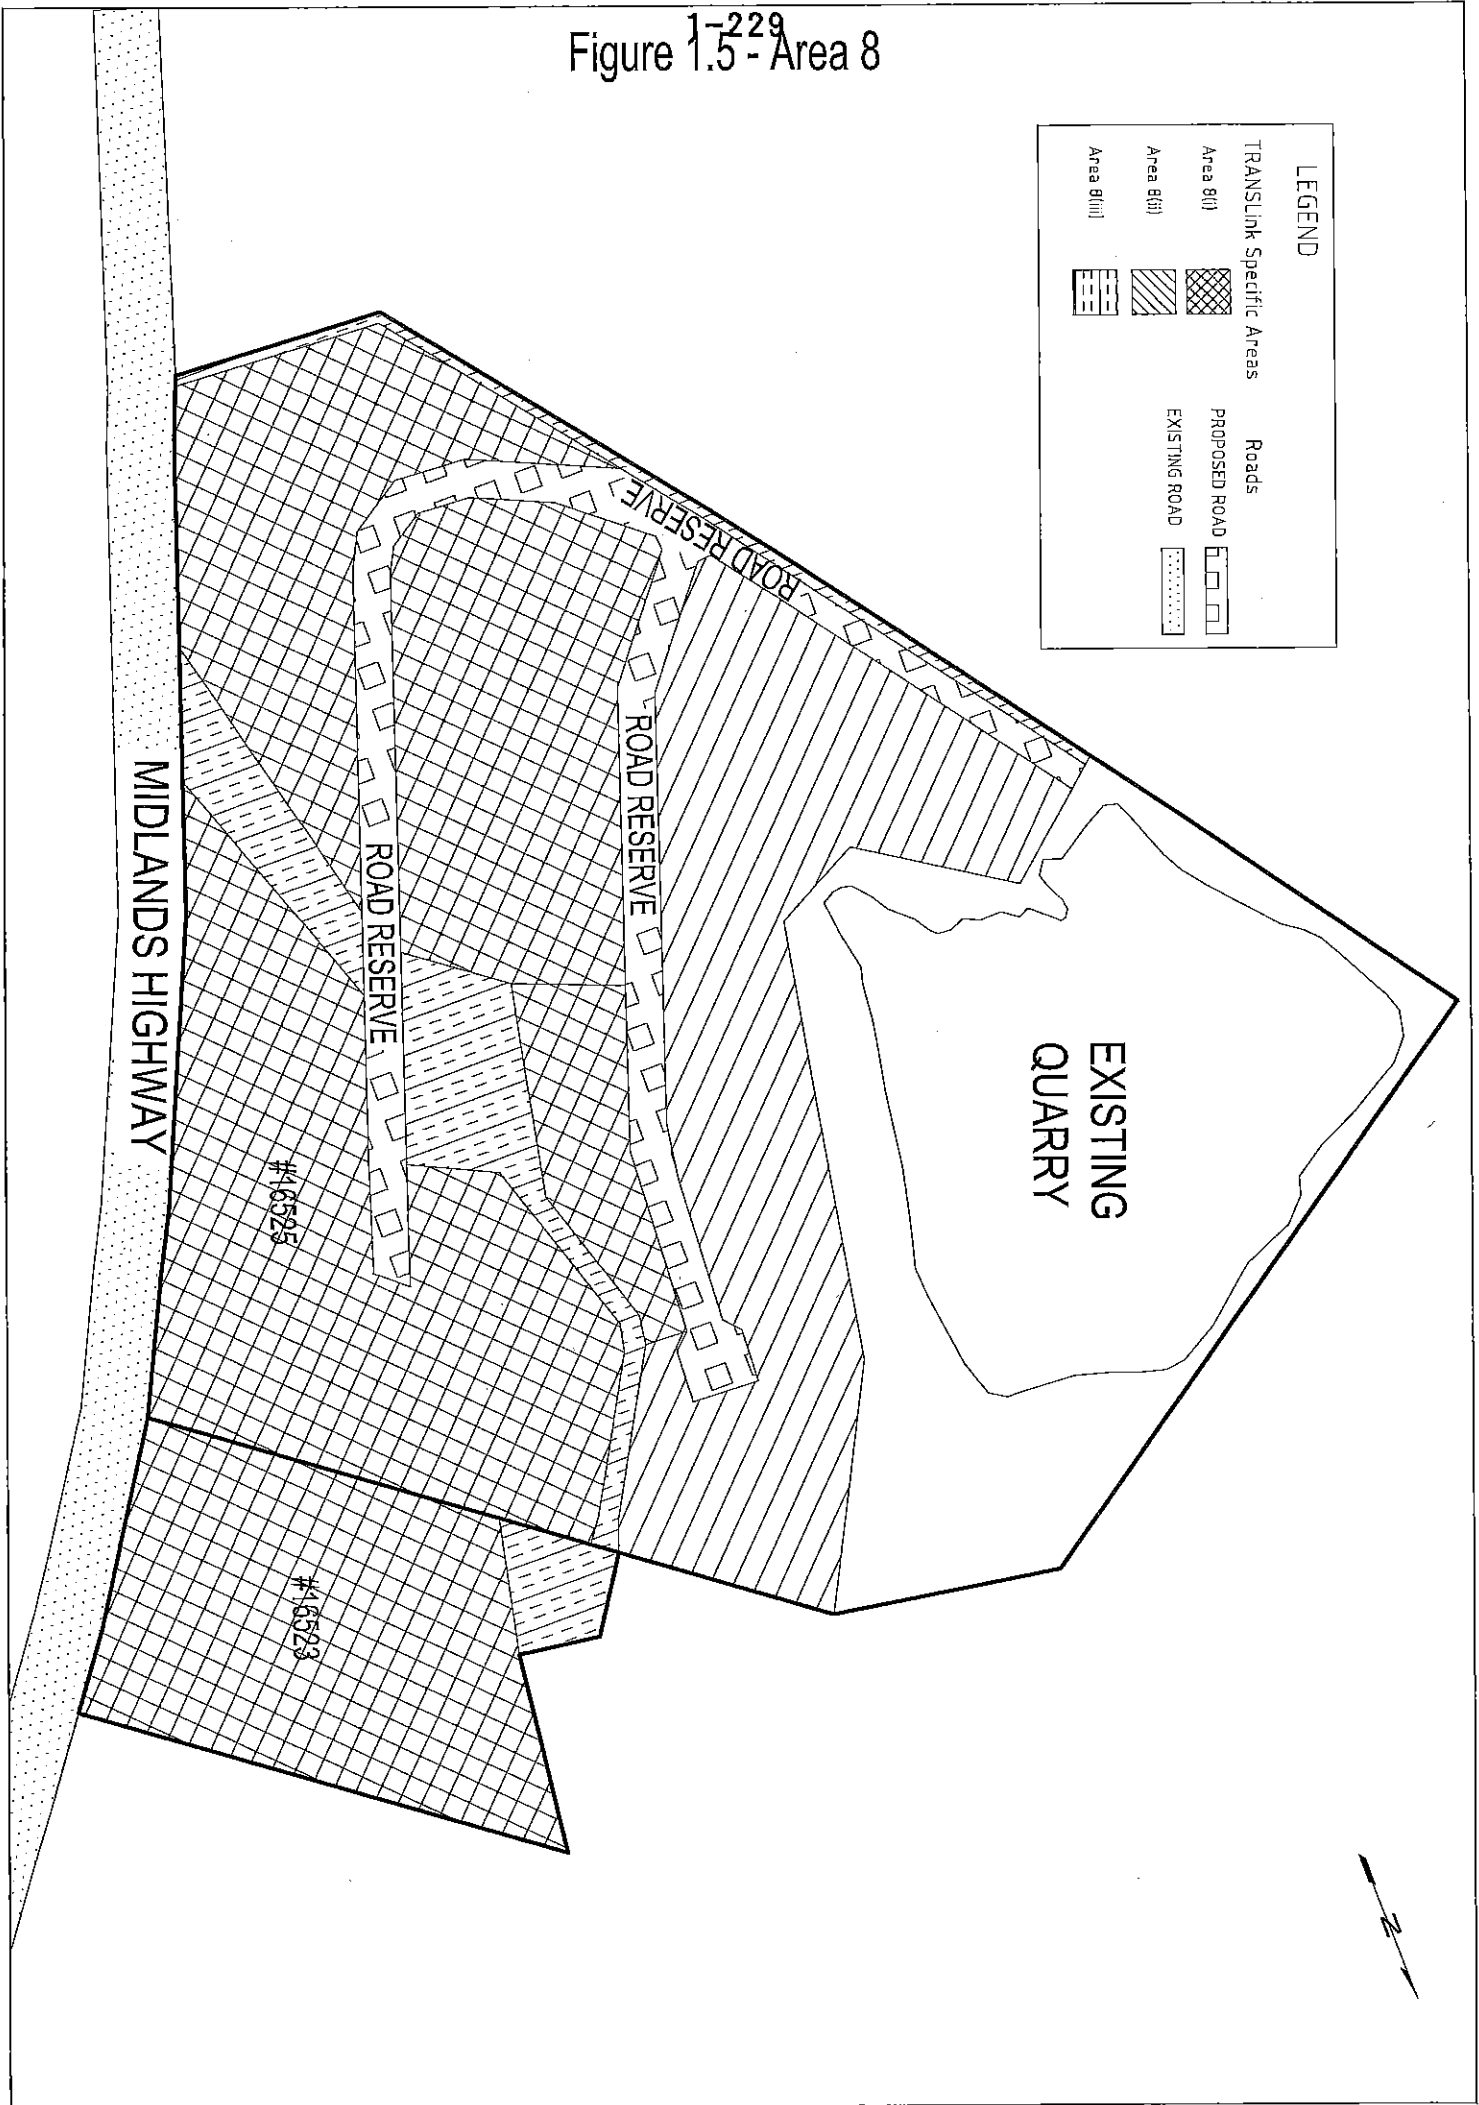 1-229
Figure 1.5 - Area 8
LEGEND
TRANSLink Specific Areas
Roads
Area 8(i)
PROPOSED ROAD
Area 8(ii)
EXISTING ROAD
Area 8(iii)
ROAD RESERVE
ROAD RESERVE
ROAD RESERVE
EXISTING
QUARRY
MIDLANDS HIGHWAY
#16525
#16523
N